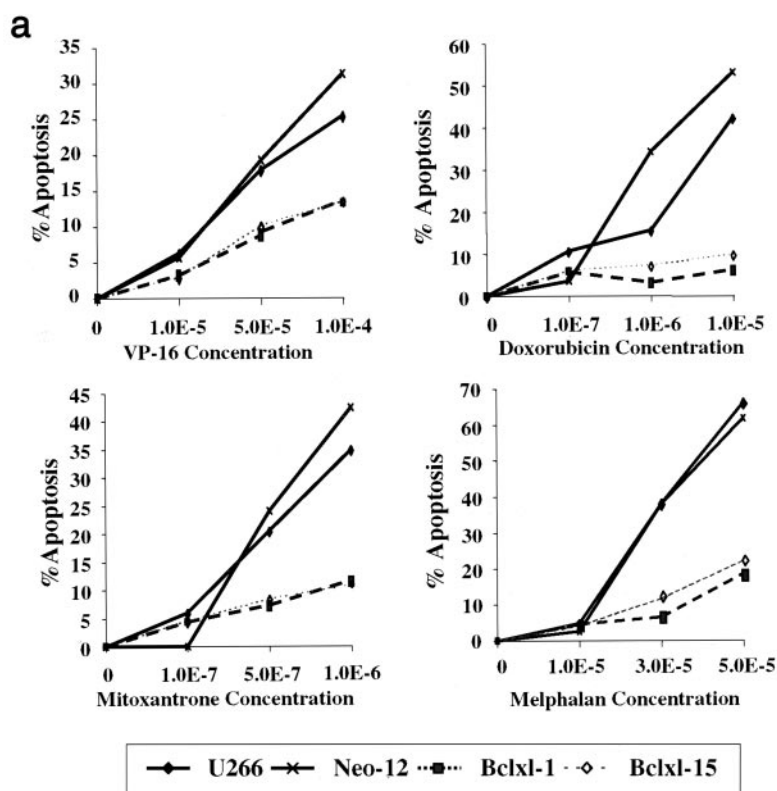 a
% Apoptosis
35
30
25
20
15
10
5
0
0 1.0E-5 5.0E-5 1.0E-4
VP-16 Concentration
% Apoptosis
60
50
40
30
20
10
0
0 1.0E-7 1.0E-6 1.0E-5
Doxorubicin Concentration
% Apoptosis
45
40
35
30
25
20
15
10
5
0
0 1.0E-7 5.0E-7 1.0E-6
Mitoxantrone Concentration
% Apoptosis
70
60
50
40
30
20
10
0
0 1.0E-5 3.0E-5 5.0E-5
Melphalan Concentration
U266 Neo-12 Bclxl-1 Bclxl-15